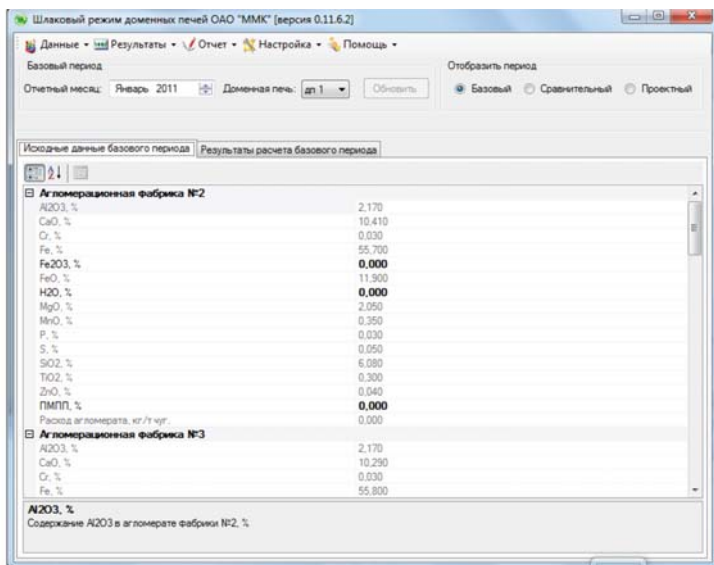 Шлаковый режим доменных печей ОАО "ММК" [версия 0.11.6.2]
Данные Результаты Отчет Настройка Помощь
Базовый период Отобразить период
Отчетный месяц: Январь 2011 Доменная печь: дп 1 Обновить Базовый Сравнительный Проектный
Исходные данные базового периода Результаты расчета базового периода
Агломерационная фабрика №2
Al2O3, % 2,170
CaO, % 10,410
Cr, % 0,030
Fe, % 55,700
Fe2O3, % 0,000
FeO, % 11,900
H2O, % 0,000
MgO, % 2,050
MnO, % 0,350
P, % 0,030
S, % 0,050
SiO2, % 6,080
TiO2, % 0,300
ZnO, % 0,040
ПМПП, % 0,000
Расход агломерата, кг/т чуг. 0,000
Агломерационная фабрика №3
Al2O3, % 2,170
CaO, % 10,290
Cr, % 0,030
Fe, % 55,800
Al2O3, %
Содержание Al2O3 в агломерате фабрики №2, %